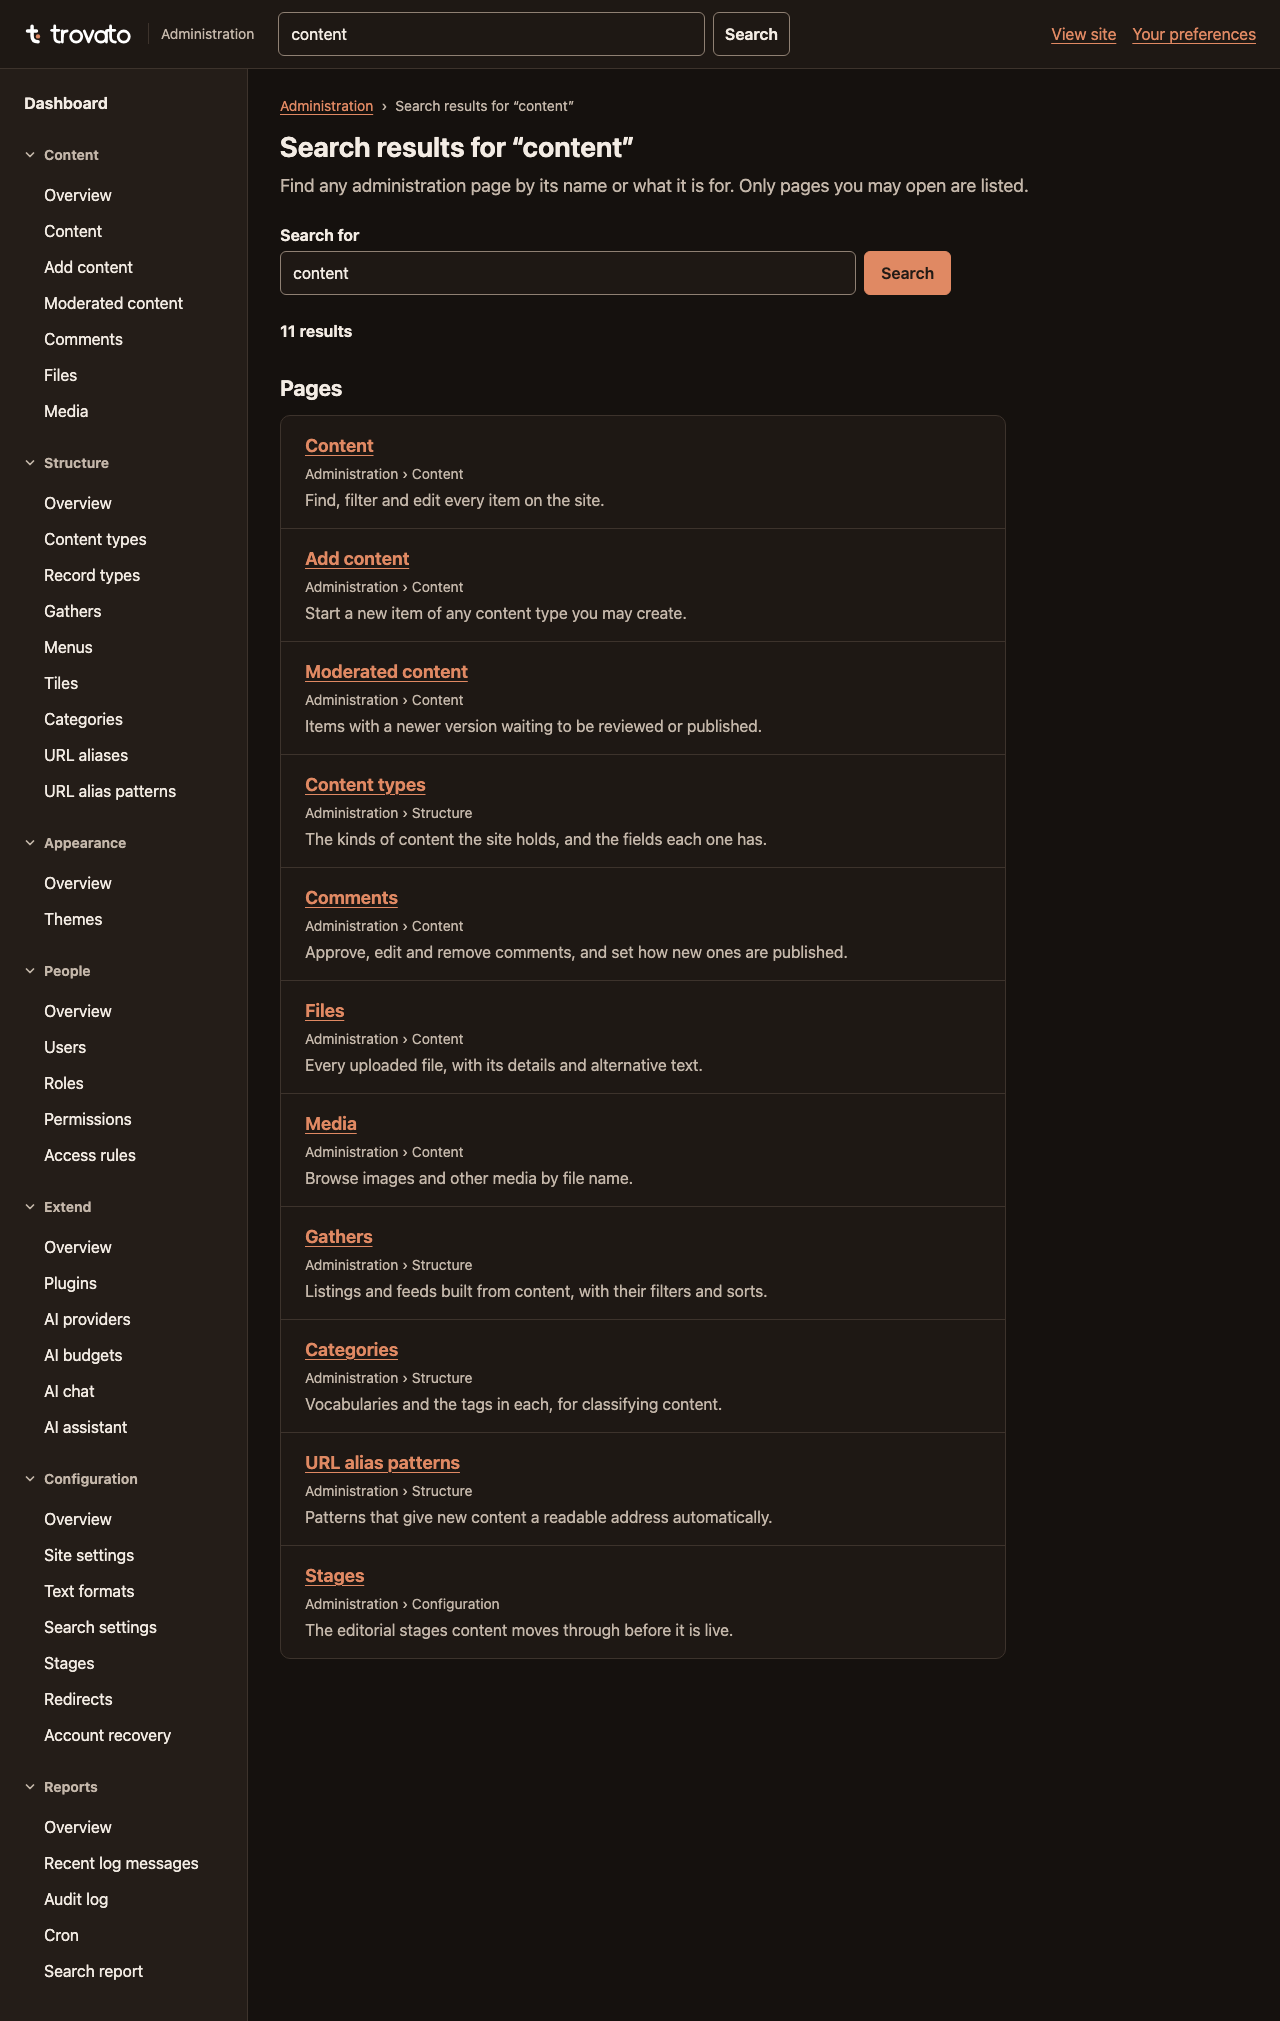 trovato
Administration
content
Search
View site
Your preferences
Dashboard
Content
Overview
Content
Add content
Moderated content
Comments
Files
Media
Structure
Overview
Content types
Record types
Gathers
Menus
Tiles
Categories
URL aliases
URL alias patterns
Appearance
Overview
Themes
People
Overview
Users
Roles
Permissions
Access rules
Extend
Overview
Plugins
AI providers
AI budgets
AI chat
AI assistant
Configuration
Overview
Site settings
Text formats
Search settings
Stages
Redirects
Account recovery
Reports
Overview
Recent log messages
Audit log
Cron
Search report
Administration › Search results for “content”
Search results for “content”
Find any administration page by its name or what it is for. Only pages you may open are listed.
Search for
content
Search
11 results
Pages
Content
Administration › Content
Find, filter and edit every item on the site.
Add content
Administration › Content
Start a new item of any content type you may create.
Moderated content
Administration › Content
Items with a newer version waiting to be reviewed or published.
Content types
Administration › Structure
The kinds of content the site holds, and the fields each one has.
Comments
Administration › Content
Approve, edit and remove comments, and set how new ones are published.
Files
Administration › Content
Every uploaded file, with its details and alternative text.
Media
Administration › Content
Browse images and other media by file name.
Gathers
Administration › Structure
Listings and feeds built from content, with their filters and sorts.
Categories
Administration › Structure
Vocabularies and the tags in each, for classifying content.
URL alias patterns
Administration › Structure
Patterns that give new content a readable address automatically.
Stages
Administration › Configuration
The editorial stages content moves through before it is live.